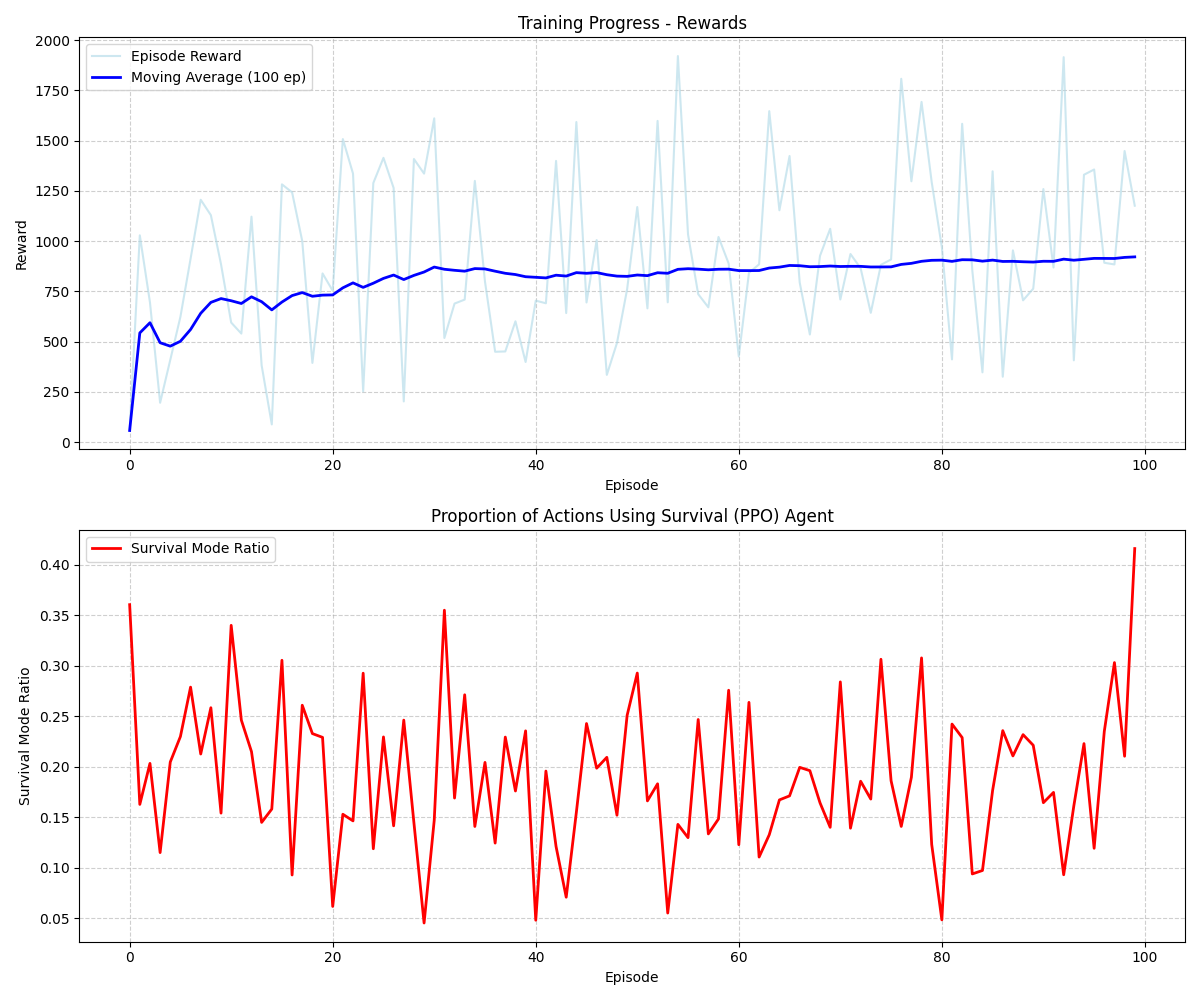 Training Progress - Rewards
2000
1750
1500
1250
1000
750
500
250
0
Reward
Episode Reward
Moving Average (100 ep)
0 20 40 60 80 100
Episode
Proportion of Actions Using Survival (PPO) Agent
0.40
0.35
0.30
0.25
0.20
0.15
0.10
0.05
Survival Mode Ratio
Survival Mode Ratio
0 20 40 60 80 100
Episode